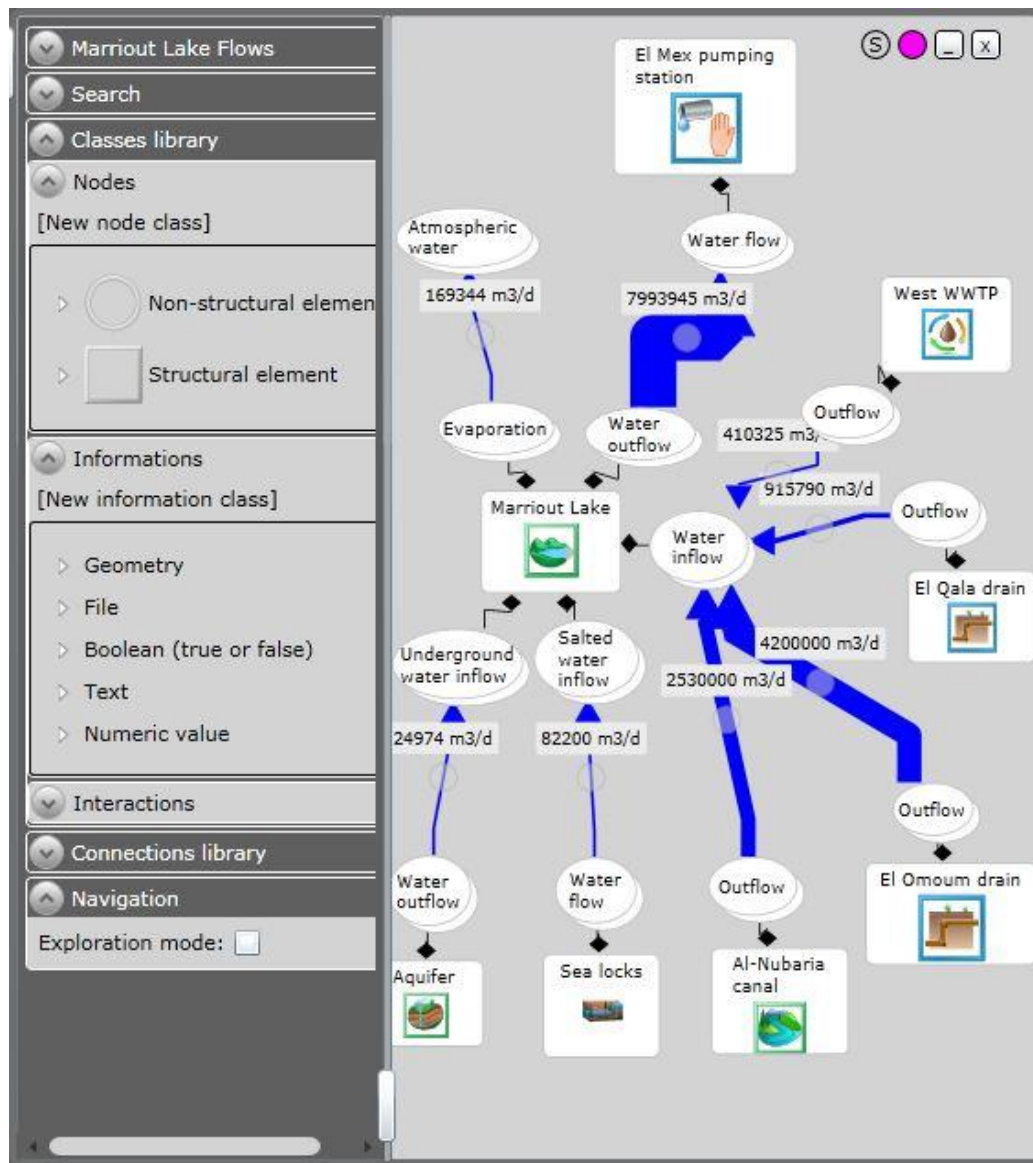 Marriout Lake Flows
Search
Classes library
Nodes
[New node class]
Non-structural elemen
Structural element
Informations
[New information class]
Geometry
File
Boolean (true or false)
Text
Numeric value
Interactions
Connections library
Navigation
Exploration mode:
S
_
x
El Mex pumping
station
Atmospheric
water
Water flow
169344 m3/d
7993945 m3/d
West WWTP
Evaporation
Water
outflow
Outflow
410325 m3/
915790 m3/d
Marriout Lake
Water
inflow
Outflow
El Qala drain
Underground
water inflow
Salted
water
inflow
4200000 m3/d
2530000 m3/d
24974 m3/d
82200 m3/d
Outflow
Water
outflow
Water
flow
Outflow
El Omoum drain
Aquifer
Sea locks
Al-Nubaria
canal